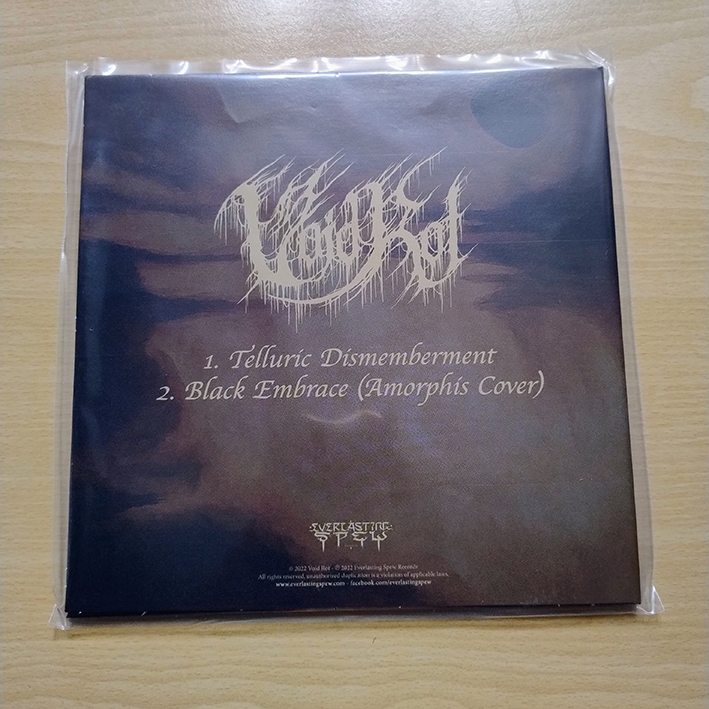 Void Rot
1. Telluric Dismemberment
2. Black Embrace (Amorphis Cover)
EVERLASTING
SPEW
© 2022 Void Rot - ℗ 2022 Everlasting Spew Records
All rights reserved, unauthorised duplication is a violation of applicable laws.
www.everlastingspew.com - facebook.com/everlastingspew